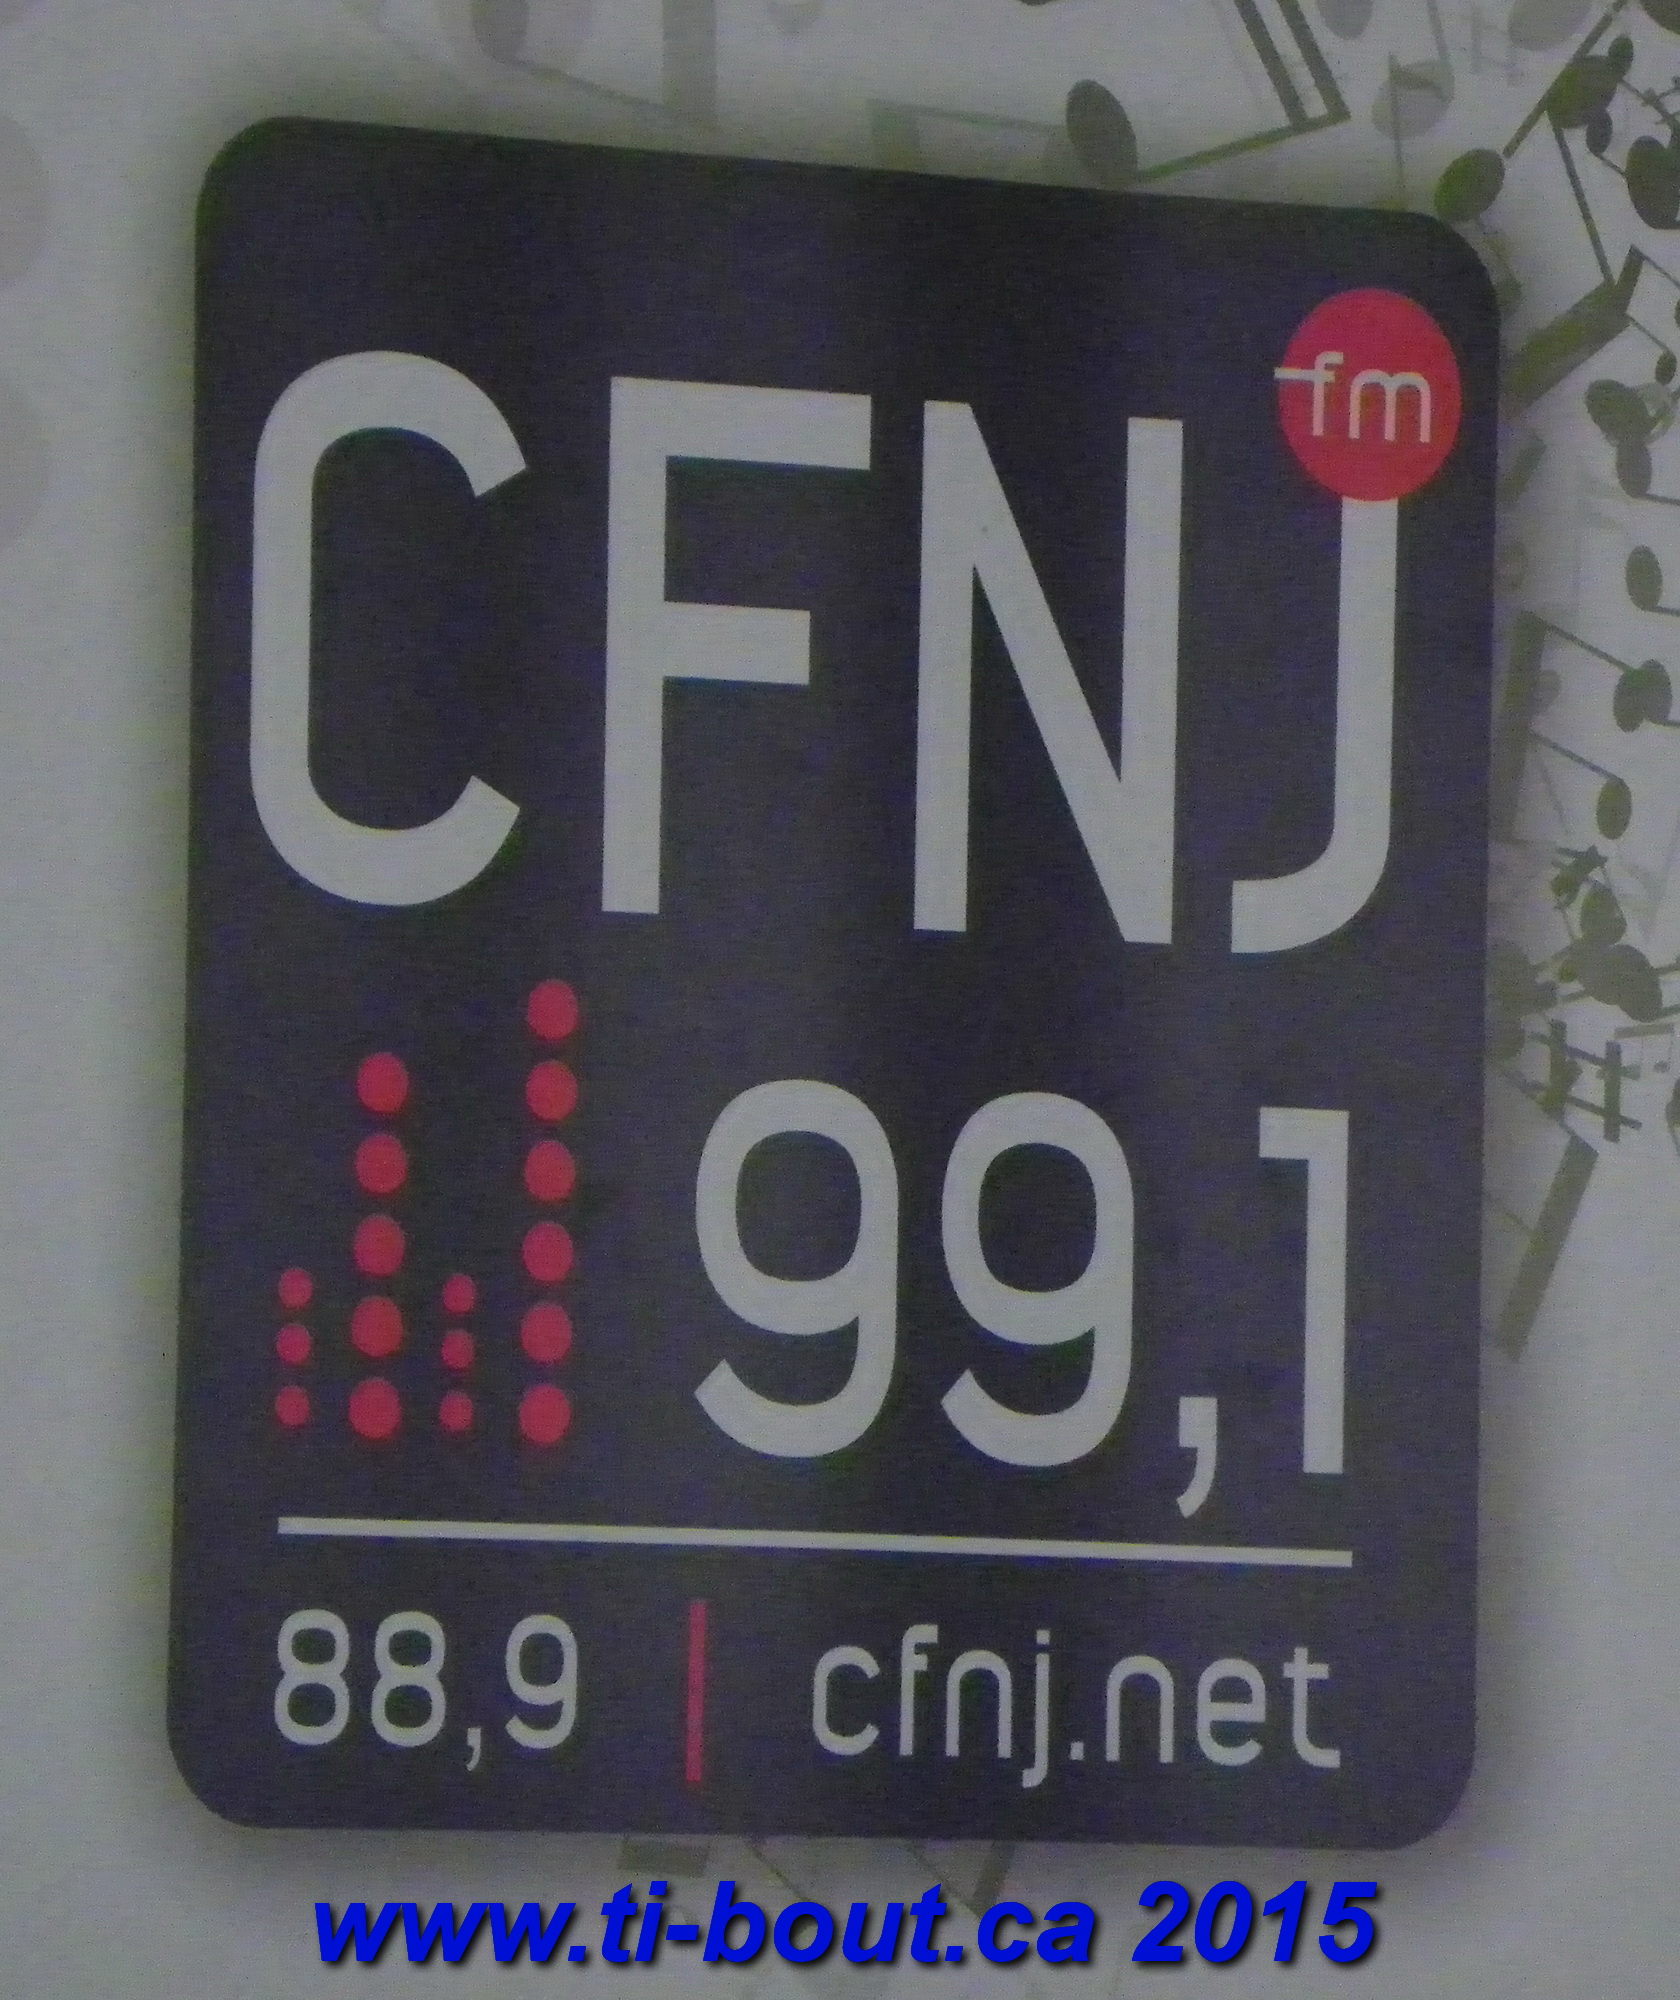 fm
CFNJ
99,1
88,9 | cfnj.net
www.ti-bout.ca 2015